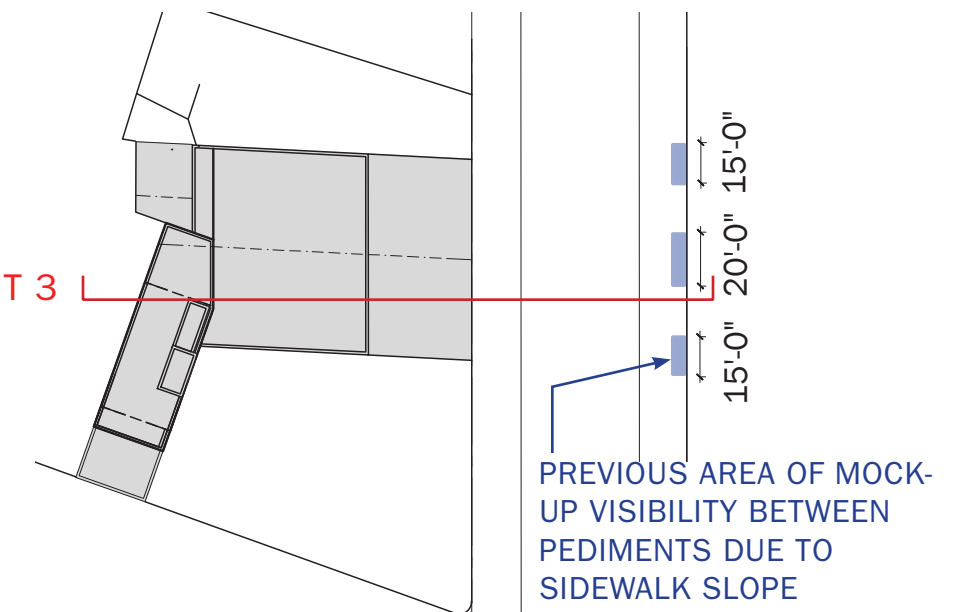 15'-0"
20'-0"
T 3
15'-0"
PREVIOUS AREA OF MOCK-
UP VISIBILITY BETWEEN
PEDIMENTS DUE TO
SIDEWALK SLOPE